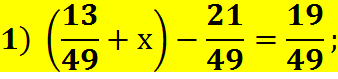 1) (13/49 + x) − 21/49 = 19/49;